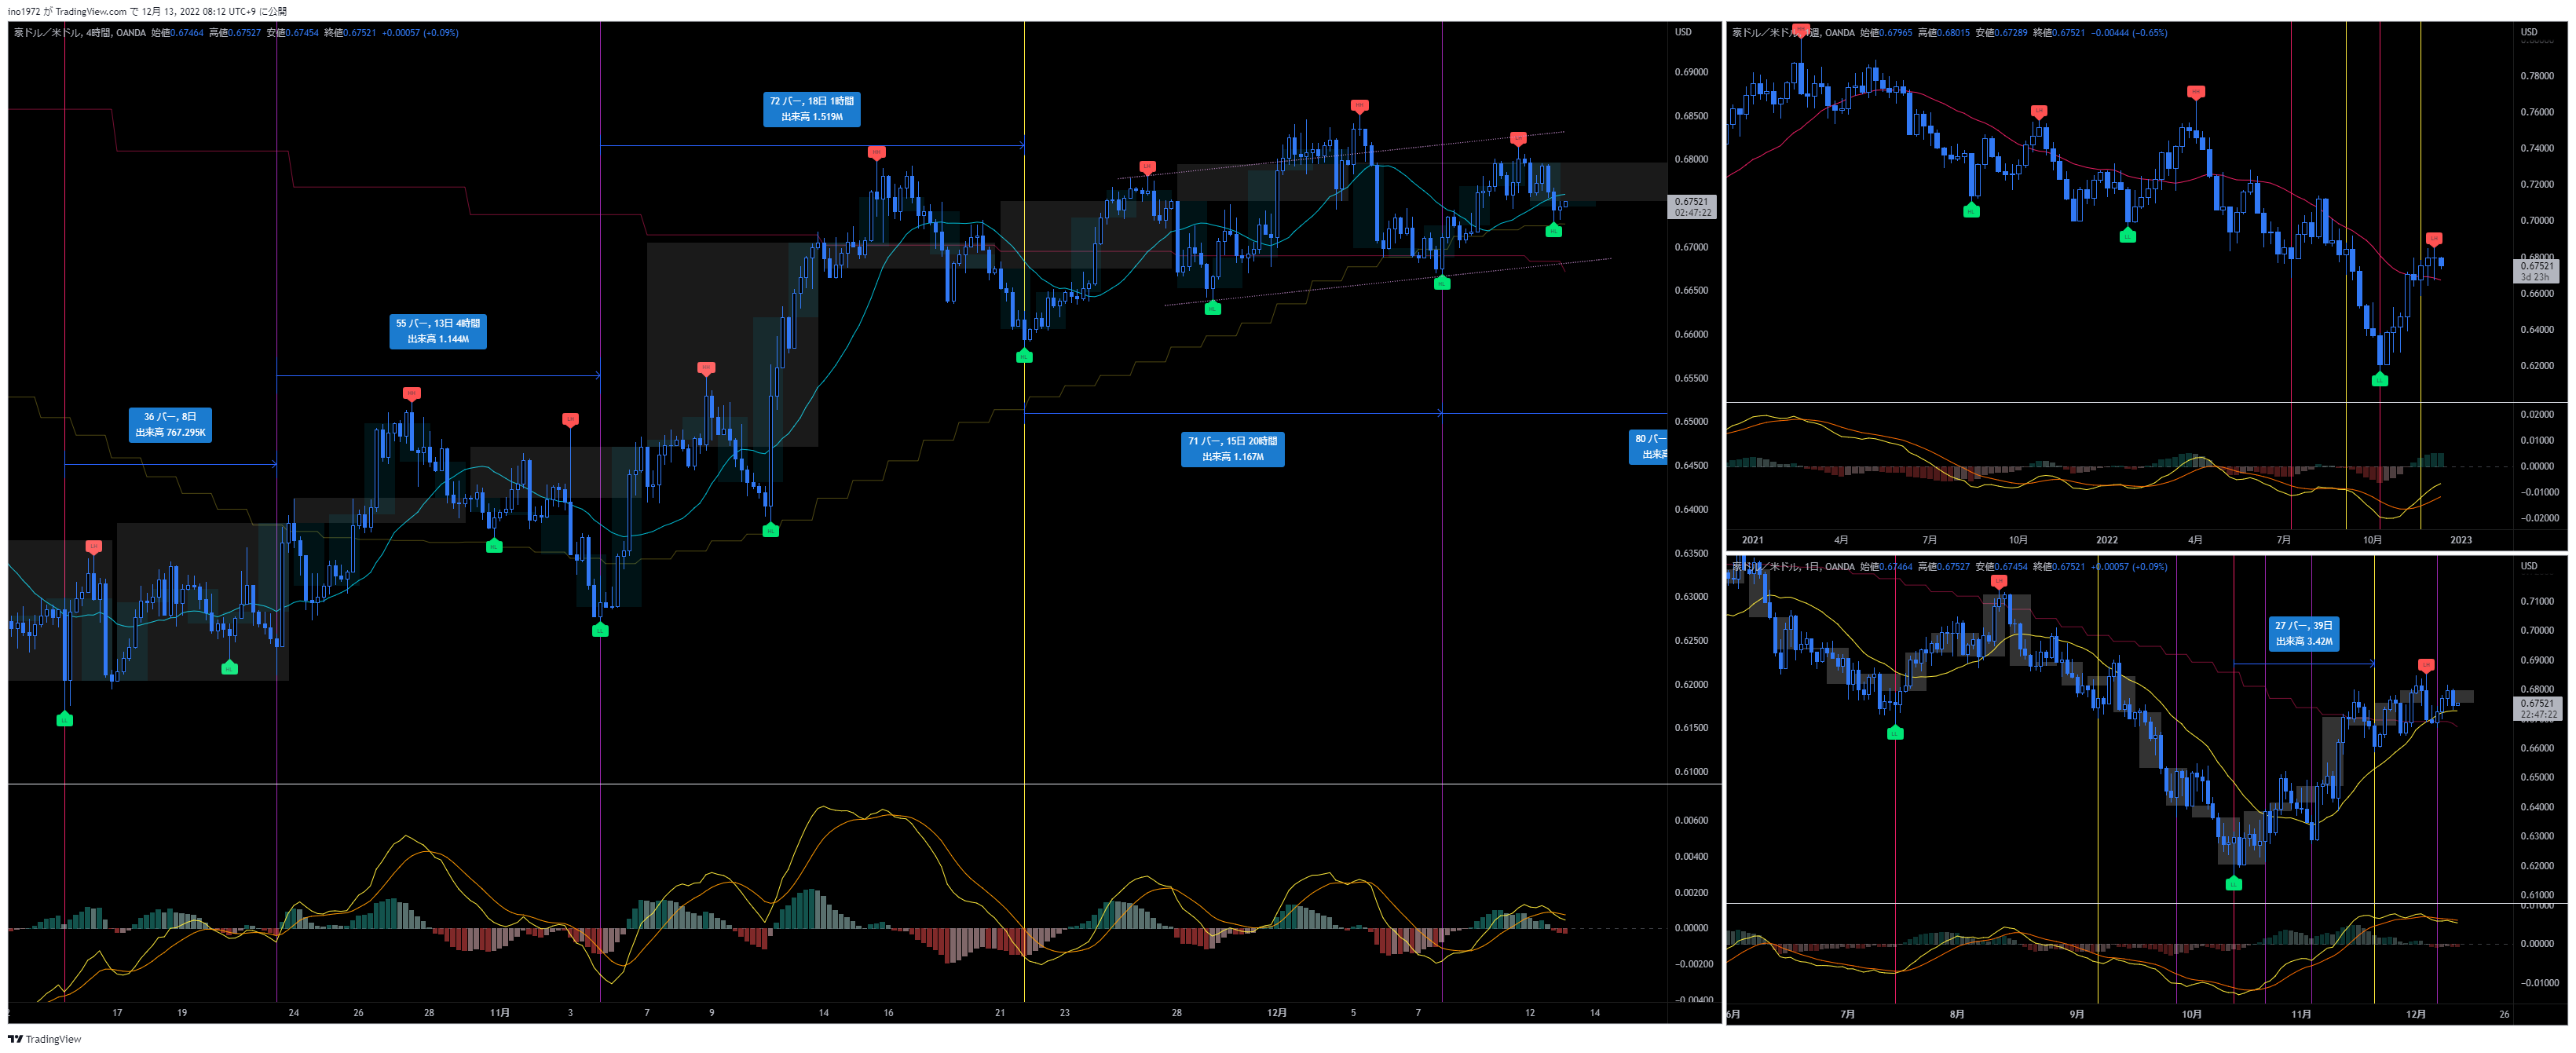 ino1972 が TradingView.com で 12月 13, 2022 08:12 UTC+9 に公開
豪ドル／米ドル, 4時間, OANDA 始値0.67464 高値0.67527 安値0.67454 終値0.67521 +0.00057 (+0.09%)
USD
0.69000
0.68500
0.68000
0.67521
02:47:22
0.67000
0.66500
0.66000
0.65500
0.65000
0.64500
0.64000
0.63500
0.63000
0.62500
0.62000
0.61500
0.61000
72 バー, 18日 1時間
出来高 1.519M
55 バー, 13日 4時間
出来高 1.144M
36 バー, 8日
出来高 767.295K
71 バー, 15日 20時間
出来高 1.167M
80 バー
出来高
0.00600
0.00400
0.00200
0.00000
−0.00200
−0.00400
17 19 24 26 28 11月 3 7 9 14 16 21 23 28 12月 5 7 12 14
豪ドル／米ドル, 1週, OANDA 始値0.67965 高値0.68015 安値0.67289 終値0.67521 −0.00444 (−0.65%)
USD
0.78000
0.76000
0.74000
0.72000
0.70000
0.68000
0.67521
3d 23h
0.66000
0.64000
0.62000
0.02000
0.01000
0.00000
−0.01000
−0.02000
2021 4月 7月 10月 2022 4月 7月 10月 2023
豪ドル／米ドル, 1日, OANDA 始値0.67464 高値0.67527 安値0.67454 終値0.67521 +0.00057 (+0.09%)
USD
0.71000
0.70000
0.69000
0.68000
0.67521
22:47:22
0.66000
0.65000
0.64000
0.63000
0.62000
0.61000
27 バー, 39日
出来高 3.42M
0.01000
0.00000
−0.01000
6月 7月 8月 9月 10月 11月 12月 26
TradingView